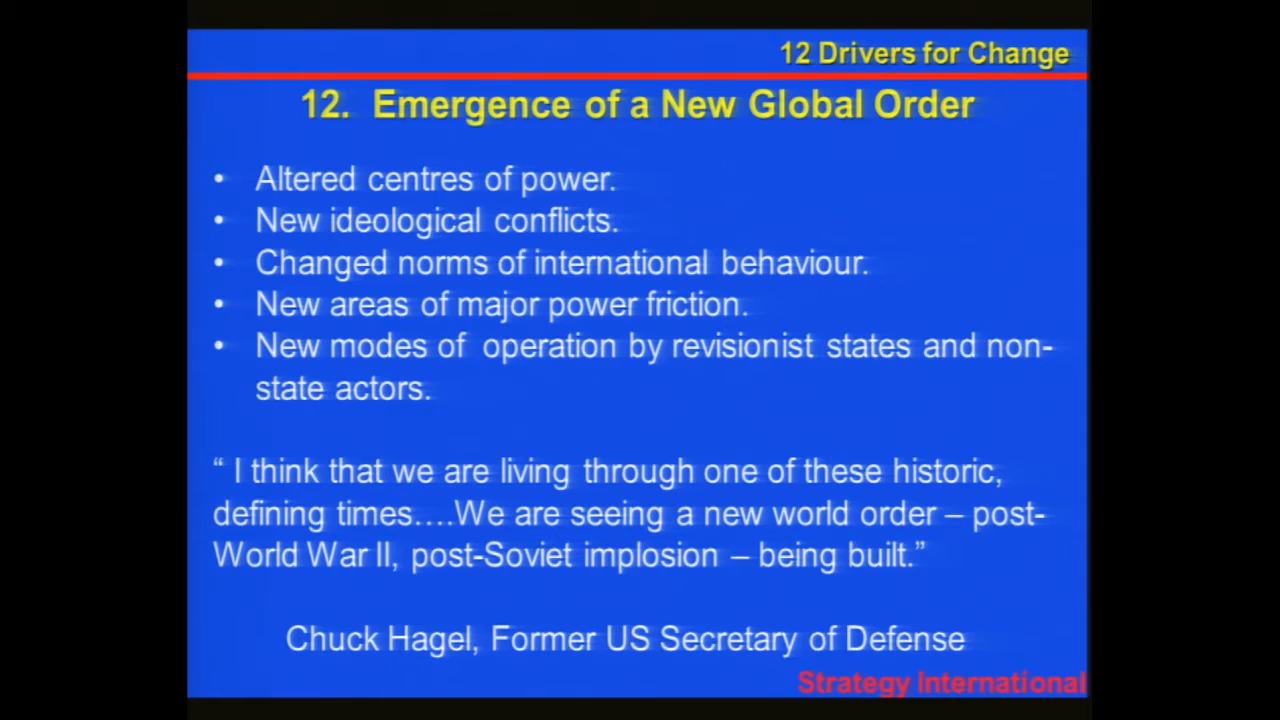 12 Drivers for Change
12. Emergence of a New Global Order
• Altered centres of power.
• New ideological conflicts.
• Changed norms of international behaviour.
• New areas of major power friction.
• New modes of operation by revisionist states and non-
state actors.
“ I think that we are living through one of these historic,
defining times….We are seeing a new world order – post-
World War II, post-Soviet implosion – being built.”
Chuck Hagel, Former US Secretary of Defense
Strategy International